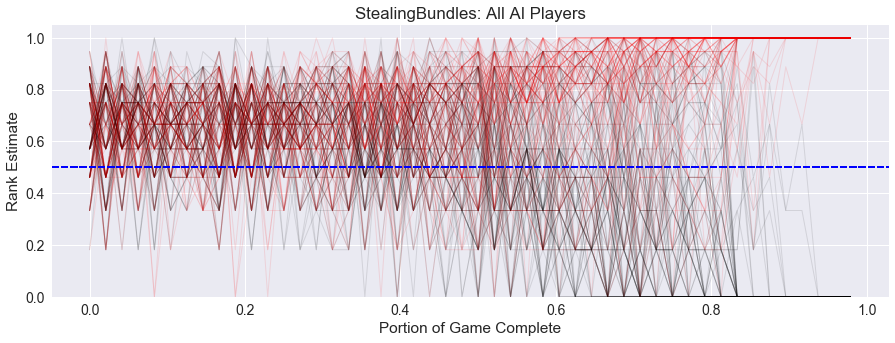 StealingBundles: All AI Players
Rank Estimate
1.0
0.8
0.6
0.4
0.2
0.0
0.0 0.2 0.4 0.6 0.8 1.0
Portion of Game Complete